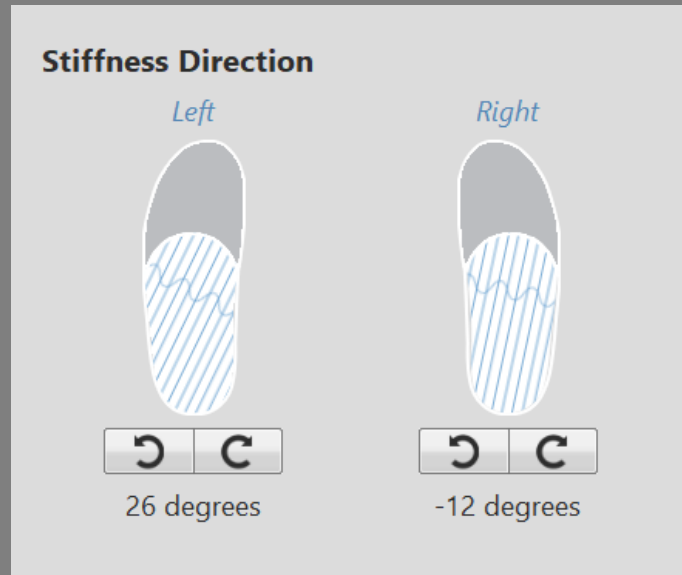 Stiffness Direction
Left
Right
26 degrees
-12 degrees